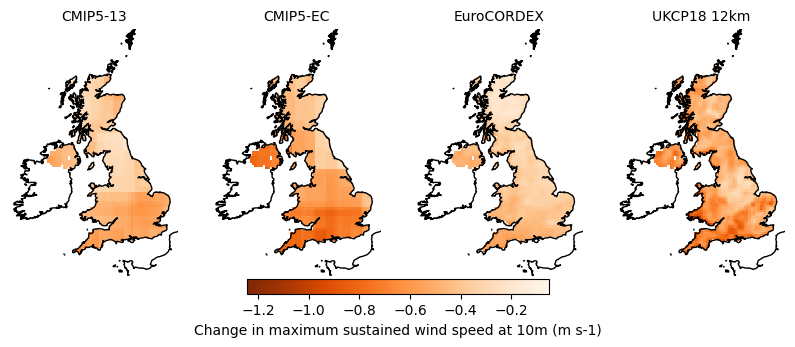 CMIP5-13 CMIP5-EC EuroCORDEX UKCP18 12km
−1.2 −1.0 −0.8 −0.6 −0.4 −0.2
Change in maximum sustained wind speed at 10m (m s-1)